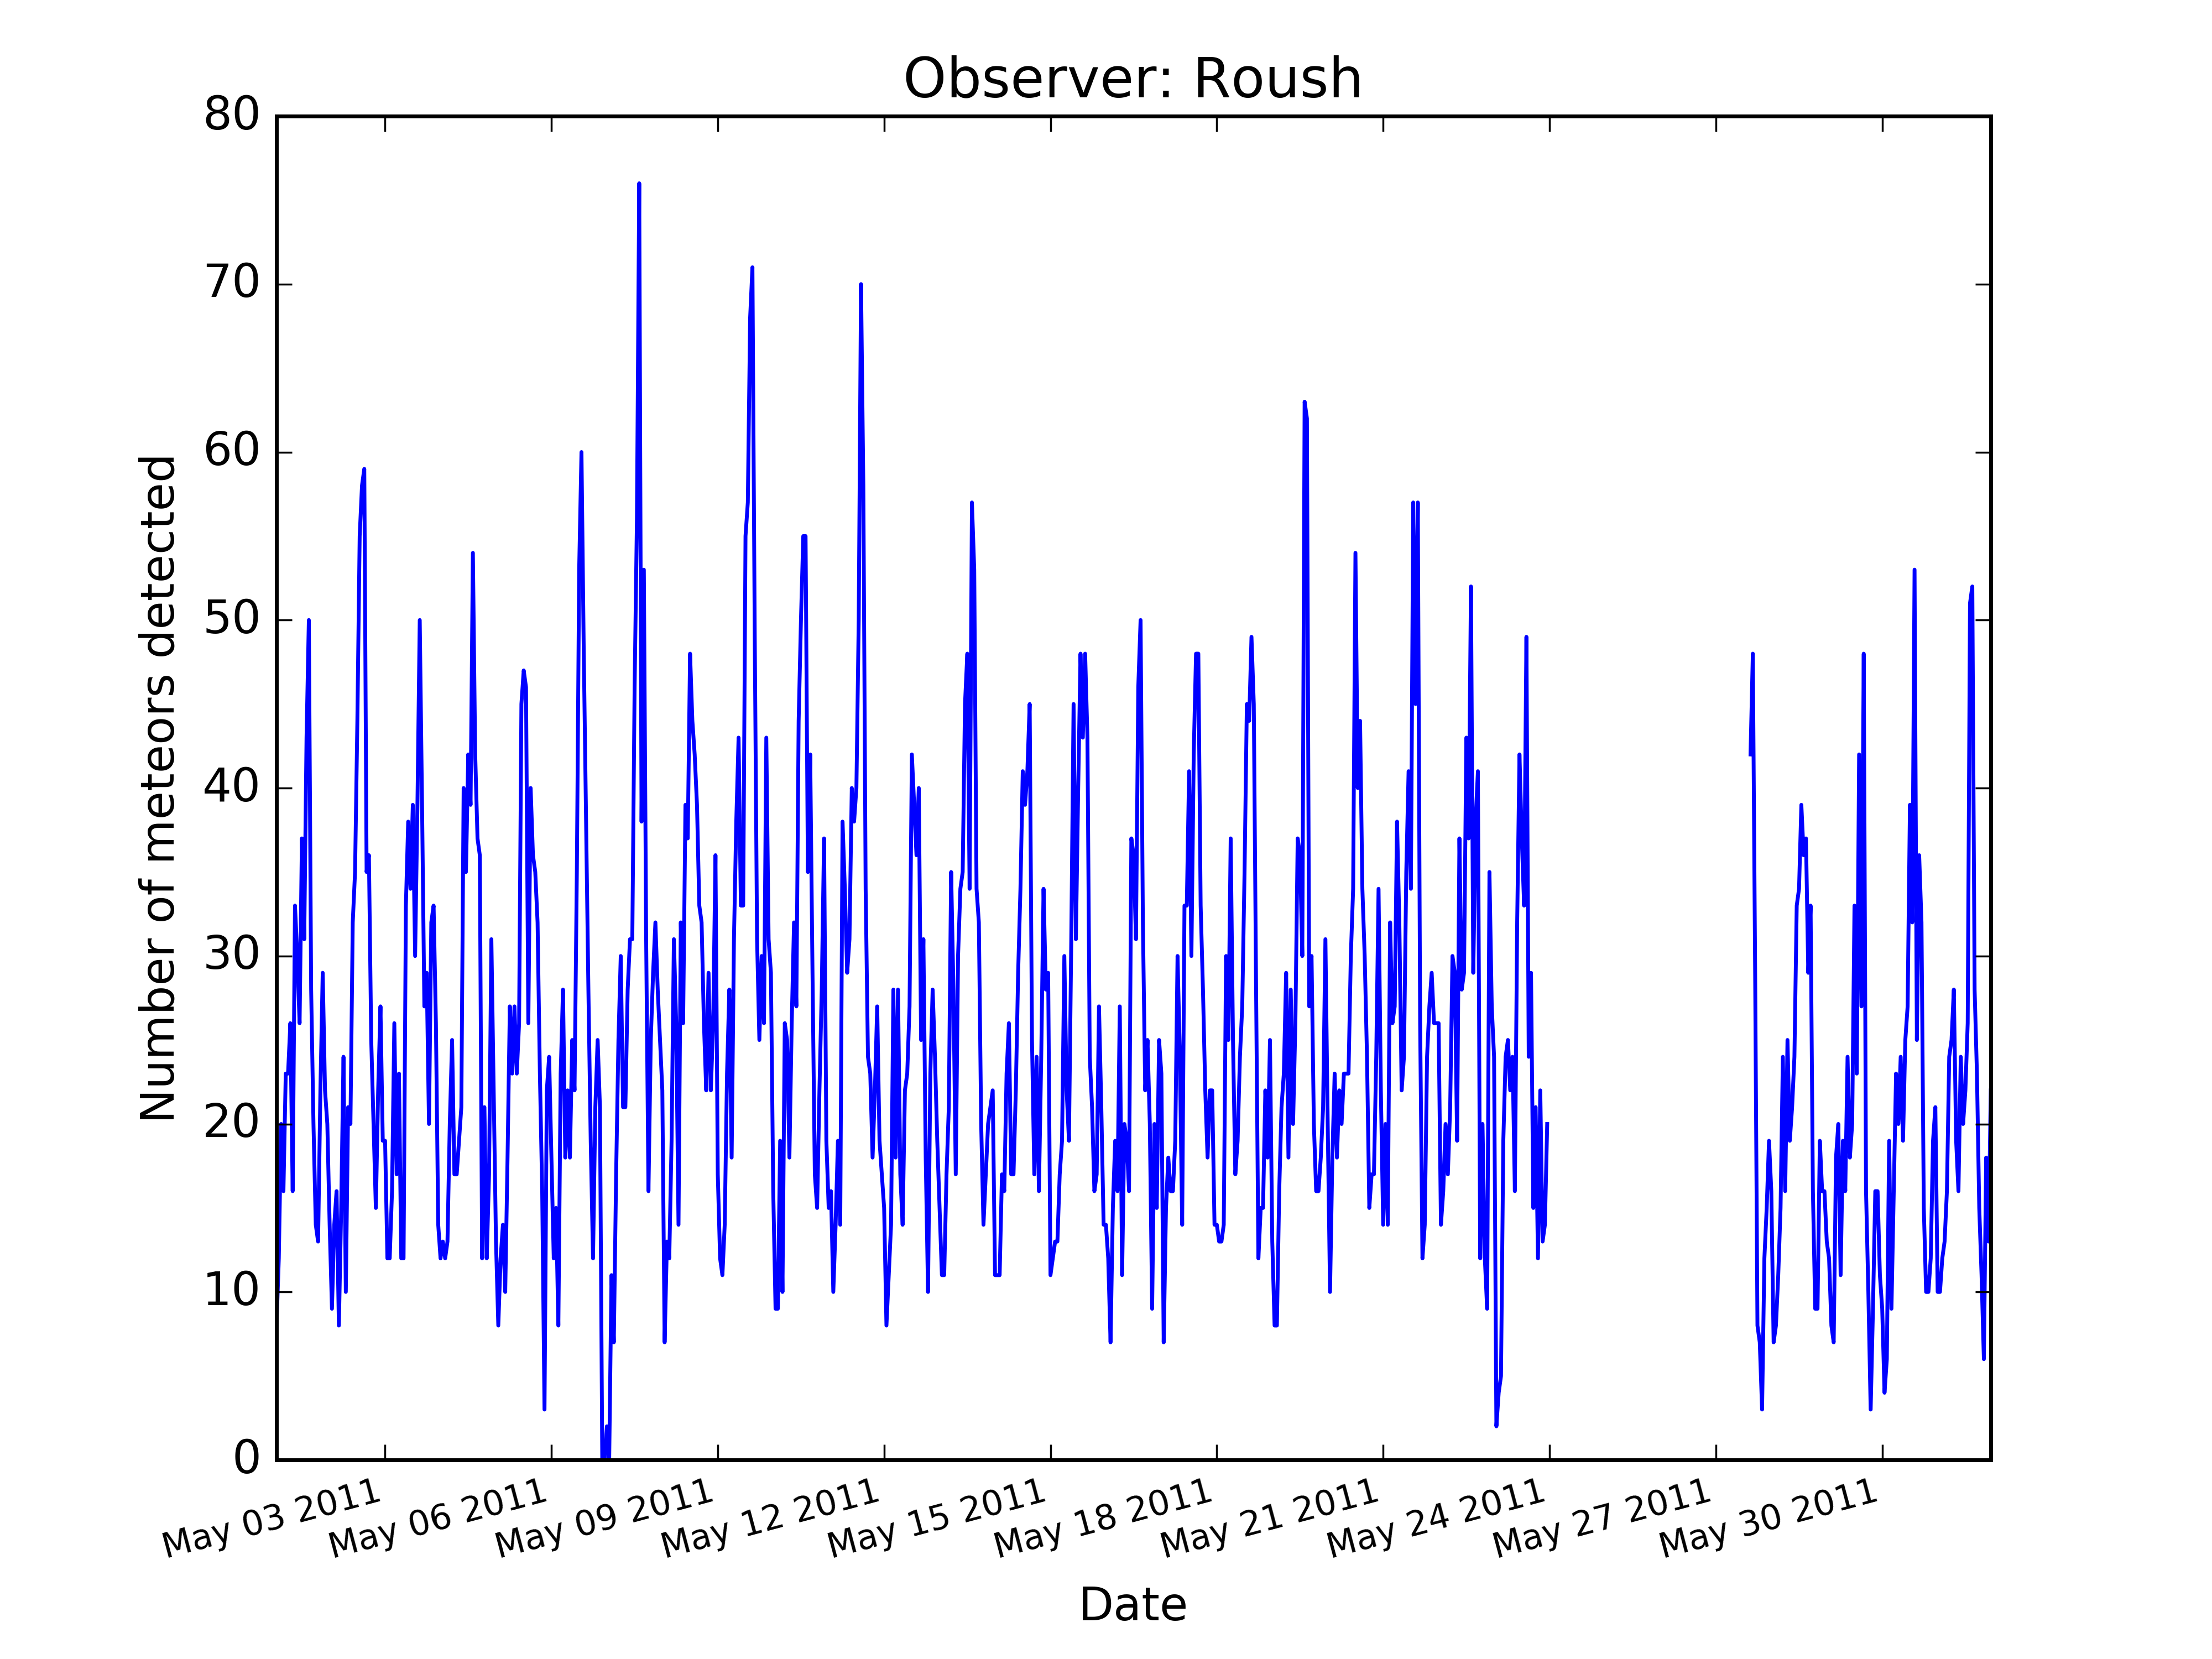 Observer: Roush
80
70
60
50
40
30
20
10
0
Number of meteors detected
May 03 2011
May 06 2011
May 09 2011
May 12 2011
May 15 2011
May 18 2011
May 21 2011
May 24 2011
May 27 2011
May 30 2011
Date